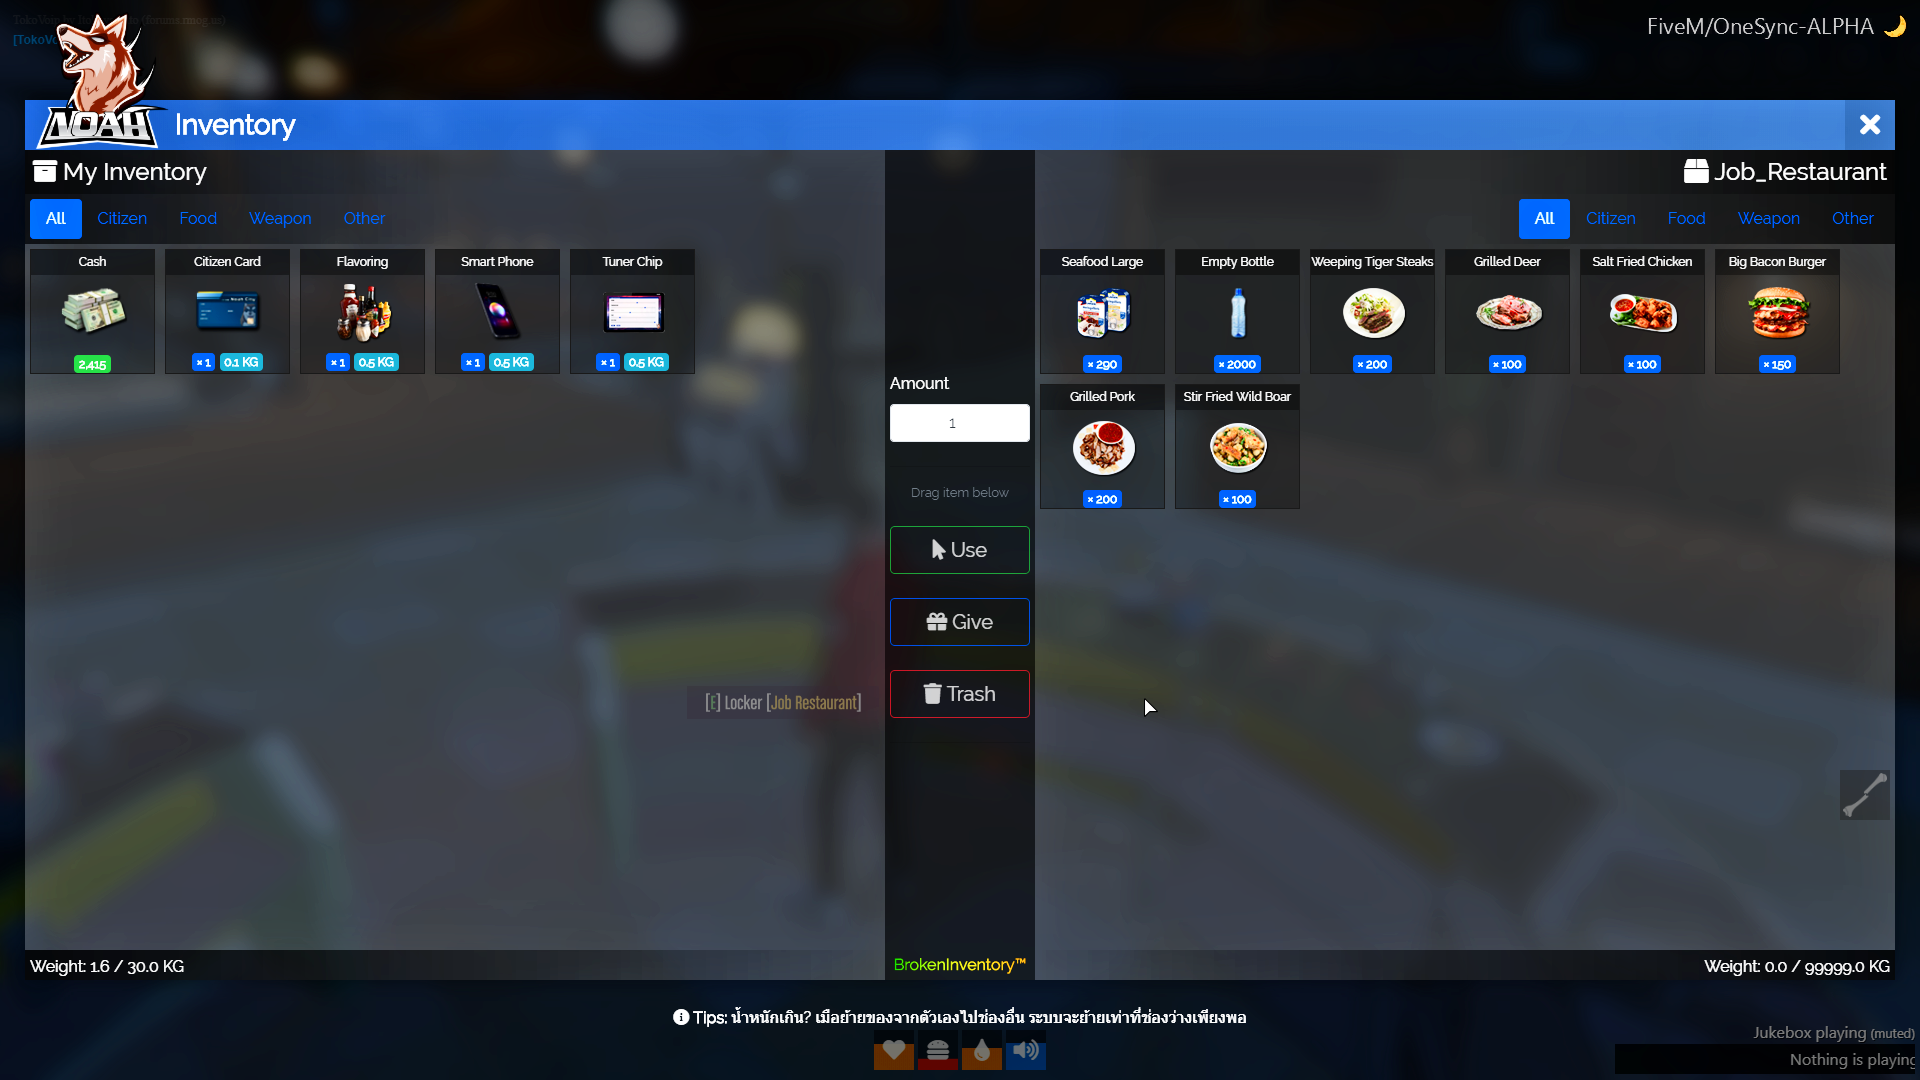 FiveM/OneSync-ALPHA
NOAH
Inventory
My Inventory
Job_Restaurant
All Citizen Food Weapon Other
All Citizen Food Weapon Other
Cash
2,415
Citizen Card
× 1 0.1 KG
Flavoring
× 1 0.5 KG
Smart Phone
× 1 0.5 KG
Tuner Chip
× 1 0.5 KG
Amount
1
Drag item below
Use
Give
Trash
[E] Locker [Job Restaurant]
Seafood Large
× 290
Empty Bottle
× 2000
Weeping Tiger Steaks
× 200
Grilled Deer
× 100
Salt Fried Chicken
× 100
Big Bacon Burger
× 150
Grilled Pork
× 200
Stir Fried Wild Boar
× 100
Weight: 1.6 / 30.0 KG
BrokenInventory™
Weight: 0.0 / 99999.0 KG
Tips: น้ำหนักเกิน? เมื่อย้ายของจากตัวเองไปช่องอื่น ระบบจะย้ายเท่าที่ช่องว่างเพียงพอ
Jukebox playing (muted)
Nothing is playing